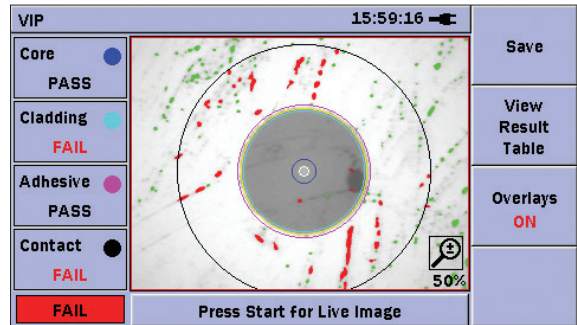 VIP 15:59:16
Core
PASS
Cladding
FAIL
Adhesive
PASS
Contact
FAIL
FAIL
50%
Press Start for Live Image
Save
View
Result
Table
Overlays
ON